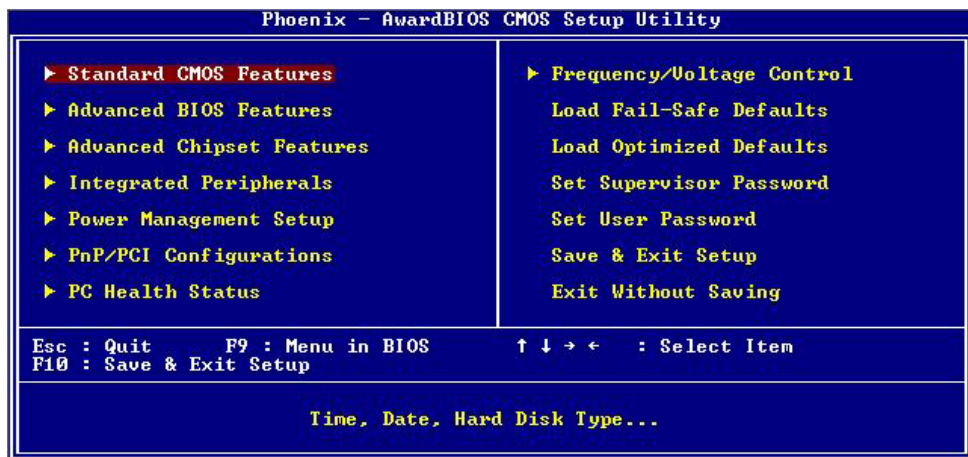 Phoenix - AwardBIOS CMOS Setup Utility
▶ Standard CMOS Features
▶ Advanced BIOS Features
▶ Advanced Chipset Features
▶ Integrated Peripherals
▶ Power Management Setup
▶ PnP/PCI Configurations
▶ PC Health Status
▶ Frequency/Voltage Control
Load Fail-Safe Defaults
Load Optimized Defaults
Set Supervisor Password
Set User Password
Save & Exit Setup
Exit Without Saving
Esc : Quit F9 : Menu in BIOS ↑ ↓ → ← : Select Item
F10 : Save & Exit Setup
Time, Date, Hard Disk Type...